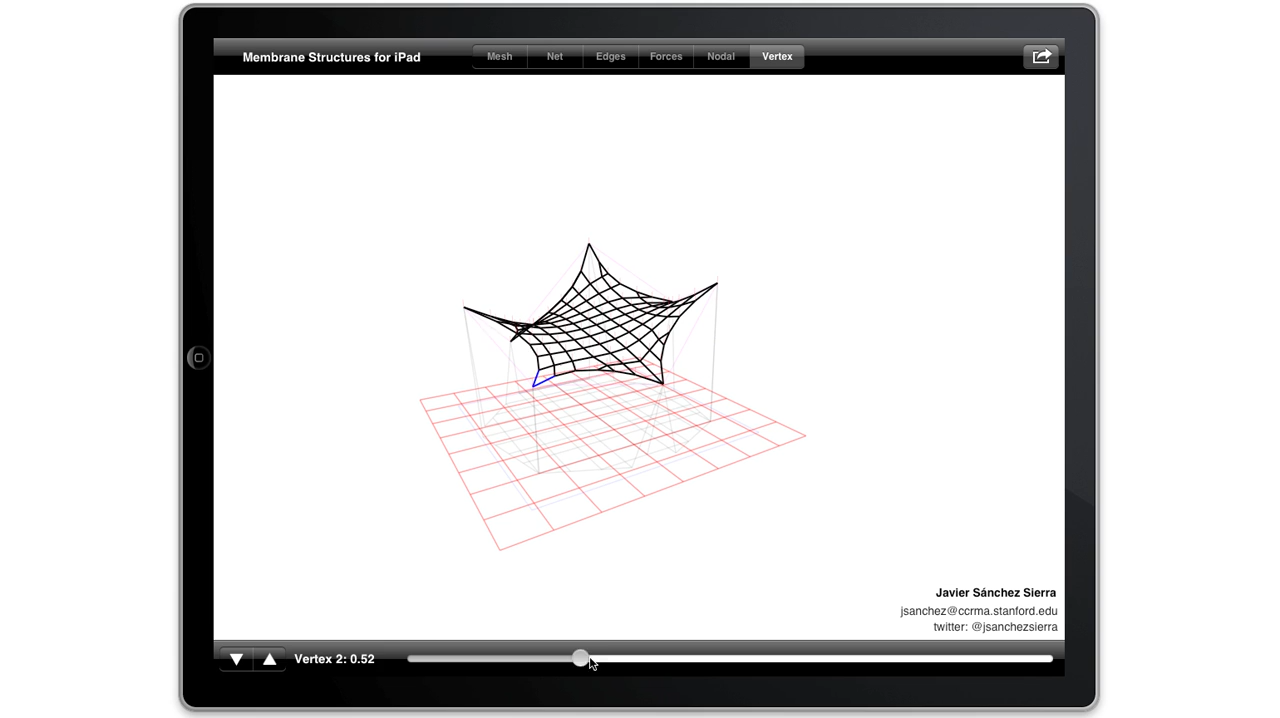 Membrane Structures for iPad
Mesh
Net
Edges
Forces
Nodal
Vertex
Javier Sánchez Sierra
jsanchez@ccrma.stanford.edu
twitter: @jsanchezsierra
Vertex 2: 0.52